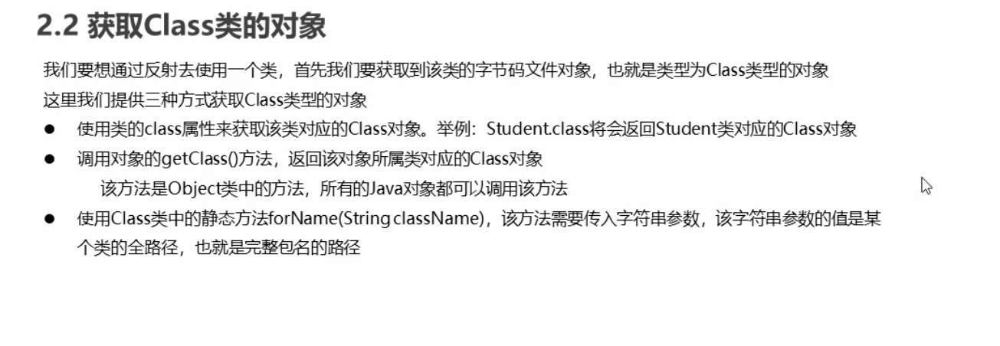 2.2 获取Class类的对象
我们要想通过反射去使用一个类，首先我们要获取到该类的字节码文件对象，也就是类型为Class类型的对象
这里我们提供三种方式获取Class类型的对象
● 使用类的class属性来获取该类对应的Class对象。举例：Student.class将会返回Student类对应的Class对象
● 调用对象的getClass()方法，返回该对象所属类对应的Class对象
该方法是Object类中的方法，所有的Java对象都可以调用该方法
● 使用Class类中的静态方法forName(String className)，该方法需要传入字符串参数，该字符串参数的值是某
个类的全路径，也就是完整包名的路径